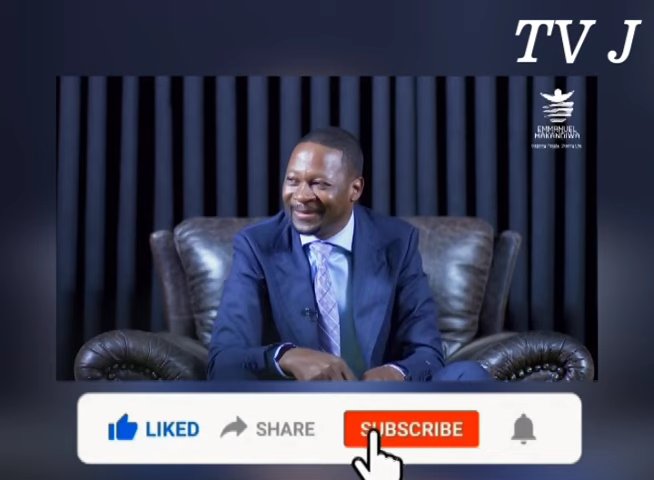 TV J
EMMANUEL
MAKANDIWA
LIKED
SHARE
SUBSCRIBE